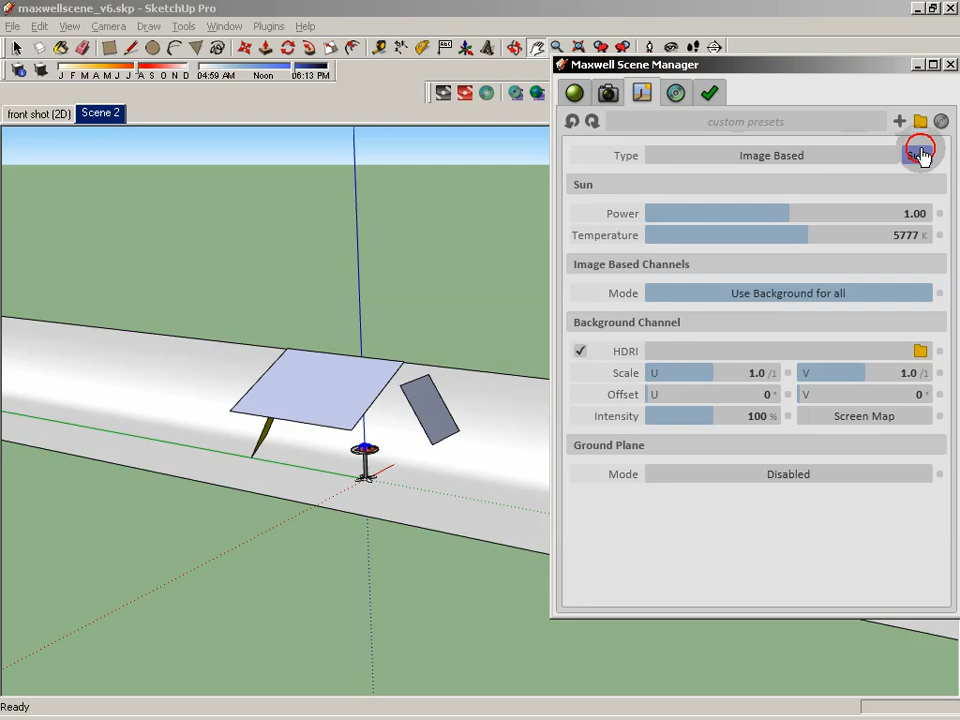 maxwellscene_v6.skp - SketchUp Pro
File Edit View Camera Draw Tools Window Plugins Help
J F M A M J J A S O N D 04:59 AM Noon 06:13 PM
front shot (2D) Scene 2
Maxwell Scene Manager
custom presets
Type Image Based
Sun
Power 1.00
Temperature 5777 K
Image Based Channels
Mode Use Background for all
Background Channel
HDRI
Scale U 1.0 /1 V 1.0 /1
Offset U 0 ° V 0 °
Intensity 100 % Screen Map
Ground Plane
Mode Disabled
Ready